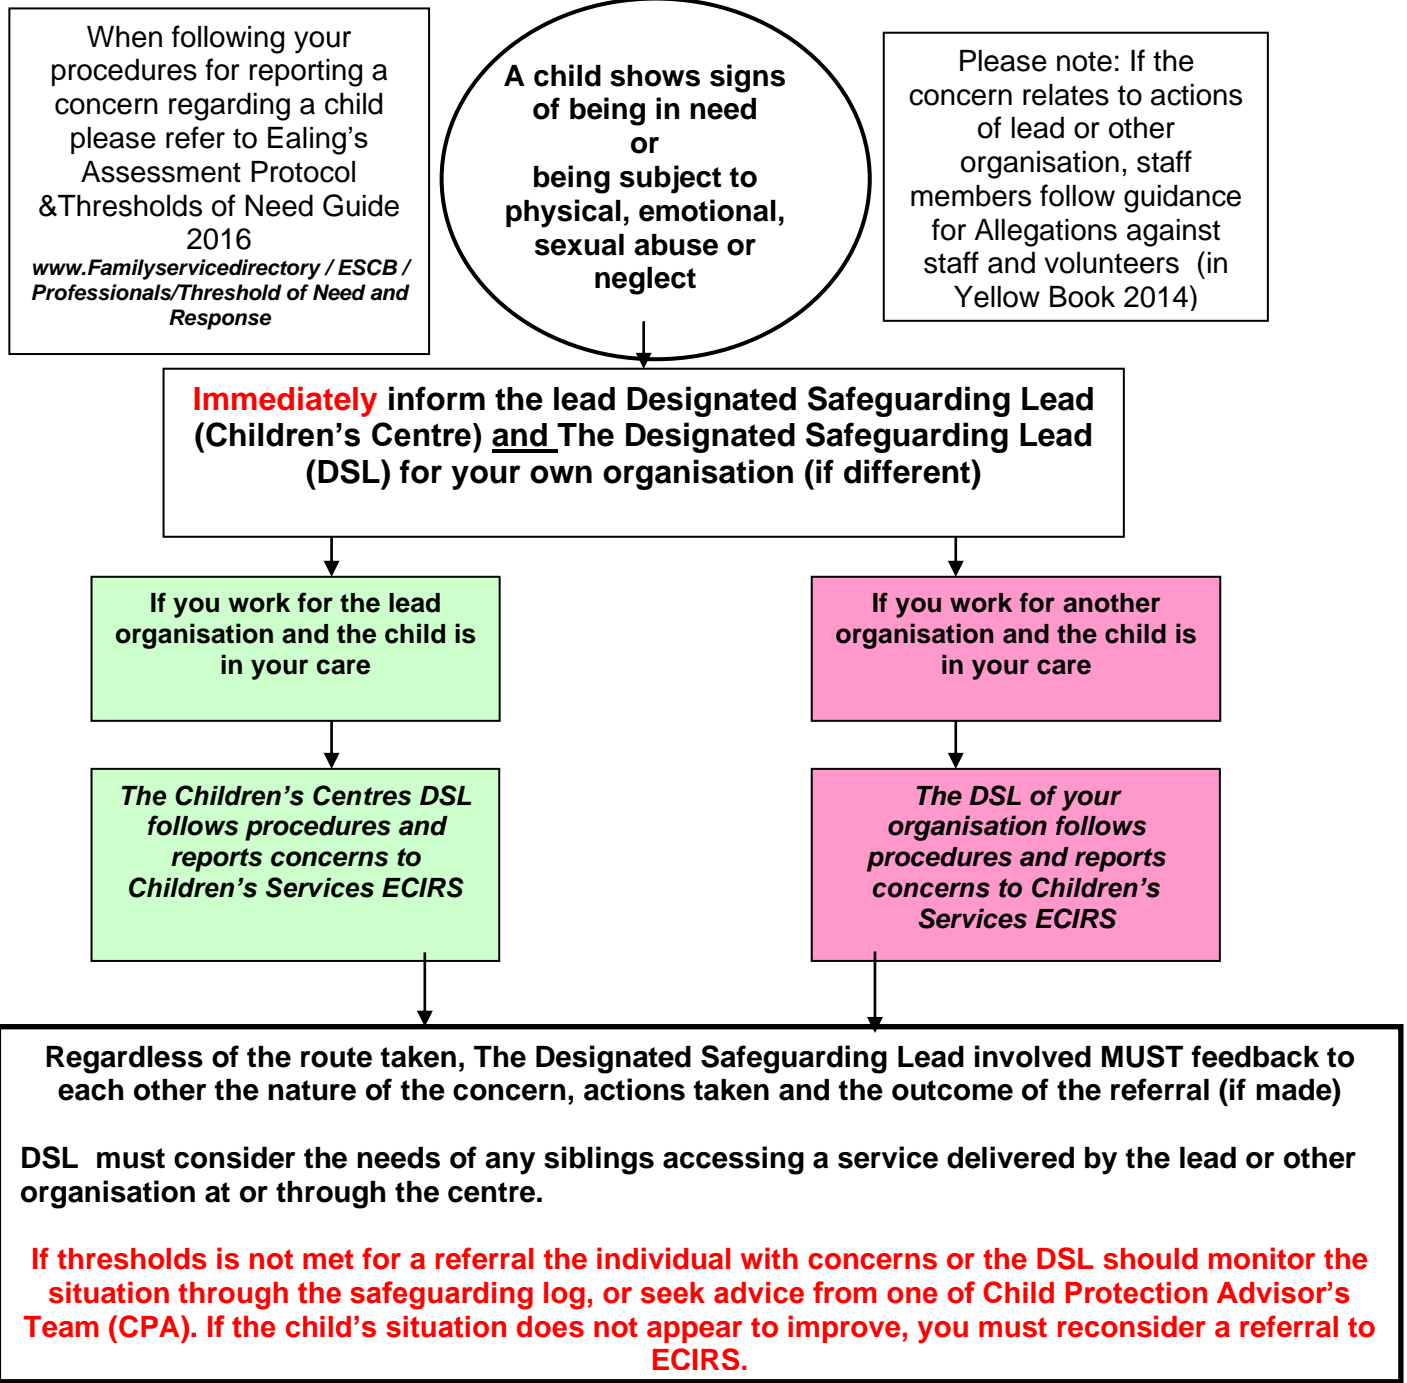 When following your
procedures for reporting a
concern regarding a child
please refer to Ealing's
Assessment Protocol
&Thresholds of Need Guide
2016
www.Familyservicedirectory / ESCB /
Professionals/Threshold of Need and
Response
A child shows signs
of being in need
or
being subject to
physical, emotional,
sexual abuse or
neglect
Please note: If the
concern relates to actions
of lead or other
organisation, staff
members follow guidance
for Allegations against
staff and volunteers (in
Yellow Book 2014)
Immediately inform the lead Designated Safeguarding Lead
(Children's Centre) and The Designated Safeguarding Lead
(DSL) for your own organisation (if different)
If you work for the lead
organisation and the child is
in your care
If you work for another
organisation and the child is
in your care
The Children's Centres DSL
follows procedures and
reports concerns to
Children's Services ECIRS
The DSL of your
organisation follows
procedures and reports
concerns to Children's
Services ECIRS
Regardless of the route taken, The Designated Safeguarding Lead involved MUST feedback to
each other the nature of the concern, actions taken and the outcome of the referral (if made)
DSL must consider the needs of any siblings accessing a service delivered by the lead or other
organisation at or through the centre.
If thresholds is not met for a referral the individual with concerns or the DSL should monitor the
situation through the safeguarding log, or seek advice from one of Child Protection Advisor's
Team (CPA). If the child's situation does not appear to improve, you must reconsider a referral to
ECIRS.